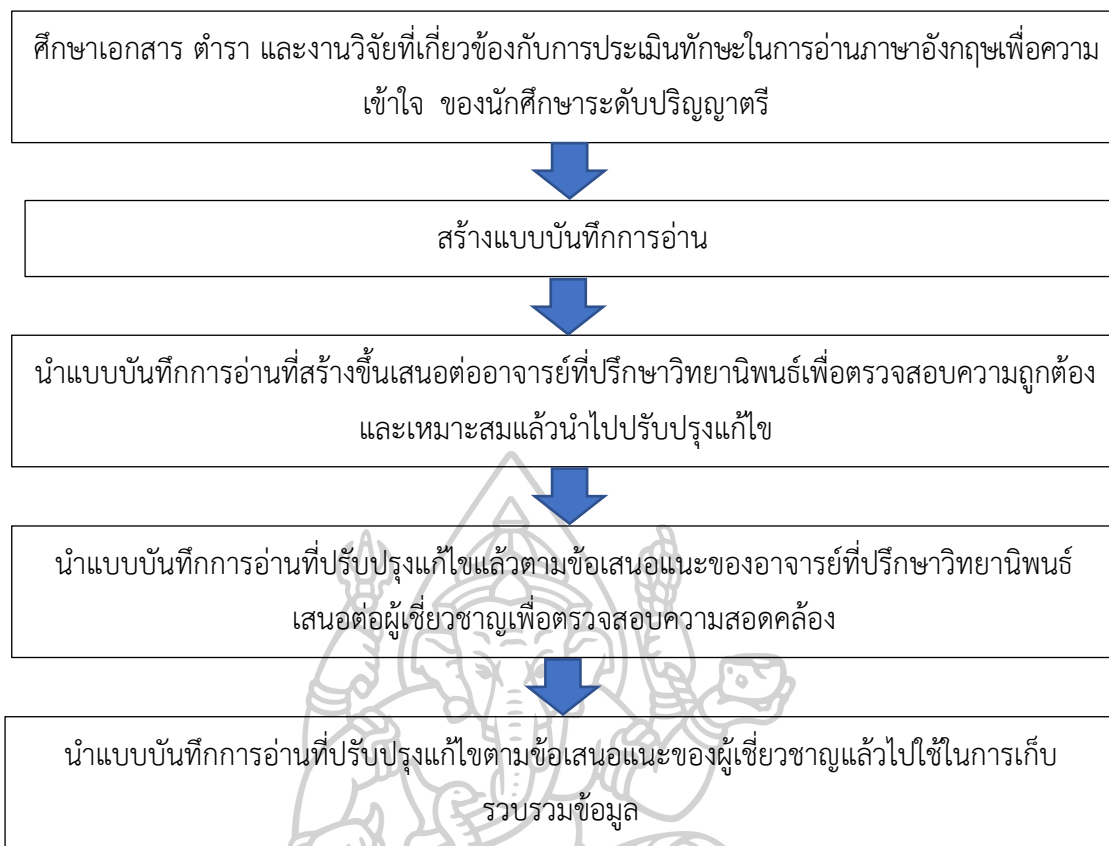 ศึกษาเอกสาร ตำรา และงานวิจัยที่เกี่ยวข้องกับการประเมินทักษะในการอ่านภาษาอังกฤษเพื่อความ
เข้าใจ ของนักศึกษาระดับปริญญาตรี
สร้างแบบบันทึกการอ่าน
นำแบบบันทึกการอ่านที่สร้างขึ้นเสนอต่ออาจารย์ที่ปรึกษาวิทยานิพนธ์เพื่อตรวจสอบความถูกต้อง
และเหมาะสมแล้วนำไปปรับปรุงแก้ไข
นำแบบบันทึกการอ่านที่ปรับปรุงแก้ไขแล้วตามข้อเสนอแนะของอาจารย์ที่ปรึกษาวิทยานิพนธ์
เสนอต่อผู้เชี่ยวชาญเพื่อตรวจสอบความสอดคล้อง
นำแบบบันทึกการอ่านที่ปรับปรุงแก้ไขตามข้อเสนอแนะของผู้เชี่ยวชาญแล้วไปใช้ในการเก็บ
รวบรวมข้อมูล